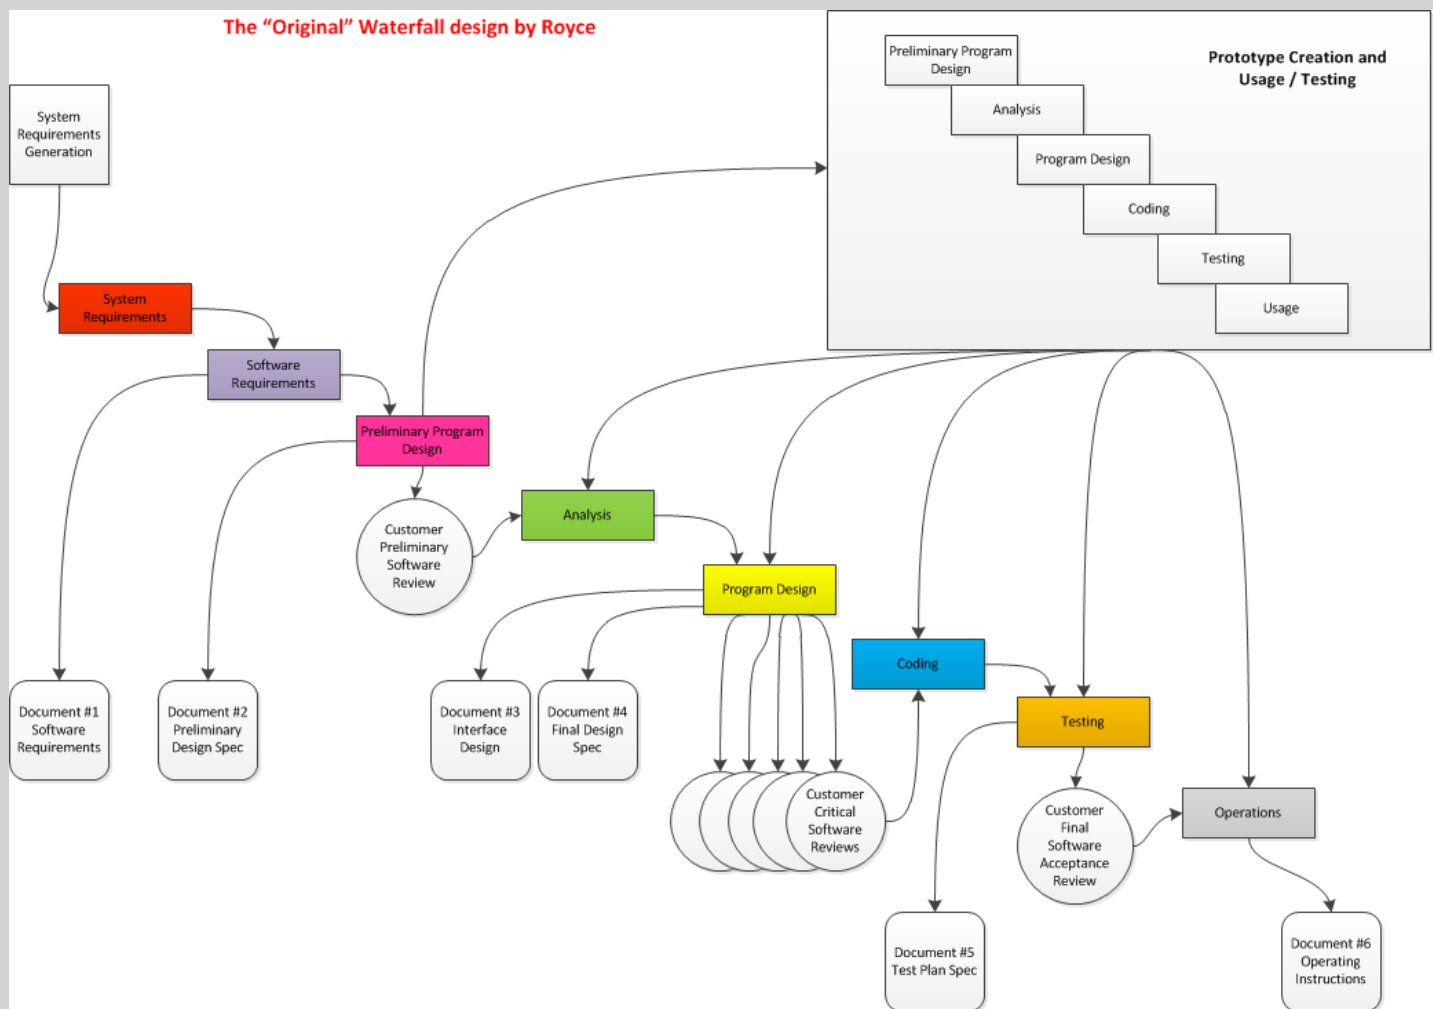 The “Original” Waterfall design by Royce
Prototype Creation and
Usage / Testing
Preliminary Program
Design
Analysis
Program Design
Coding
Testing
Usage
System
Requirements
Generation
System
Requirements
Software
Requirements
Preliminary Program
Design
Customer
Preliminary
Software
Review
Analysis
Program Design
Coding
Testing
Operations
Document #1
Software
Requirements
Document #2
Preliminary
Design Spec
Document #3
Interface
Design
Document #4
Final Design
Spec
Customer
Critical
Software
Reviews
Customer
Final
Software
Acceptance
Review
Document #5
Test Plan Spec
Document #6
Operating
Instructions